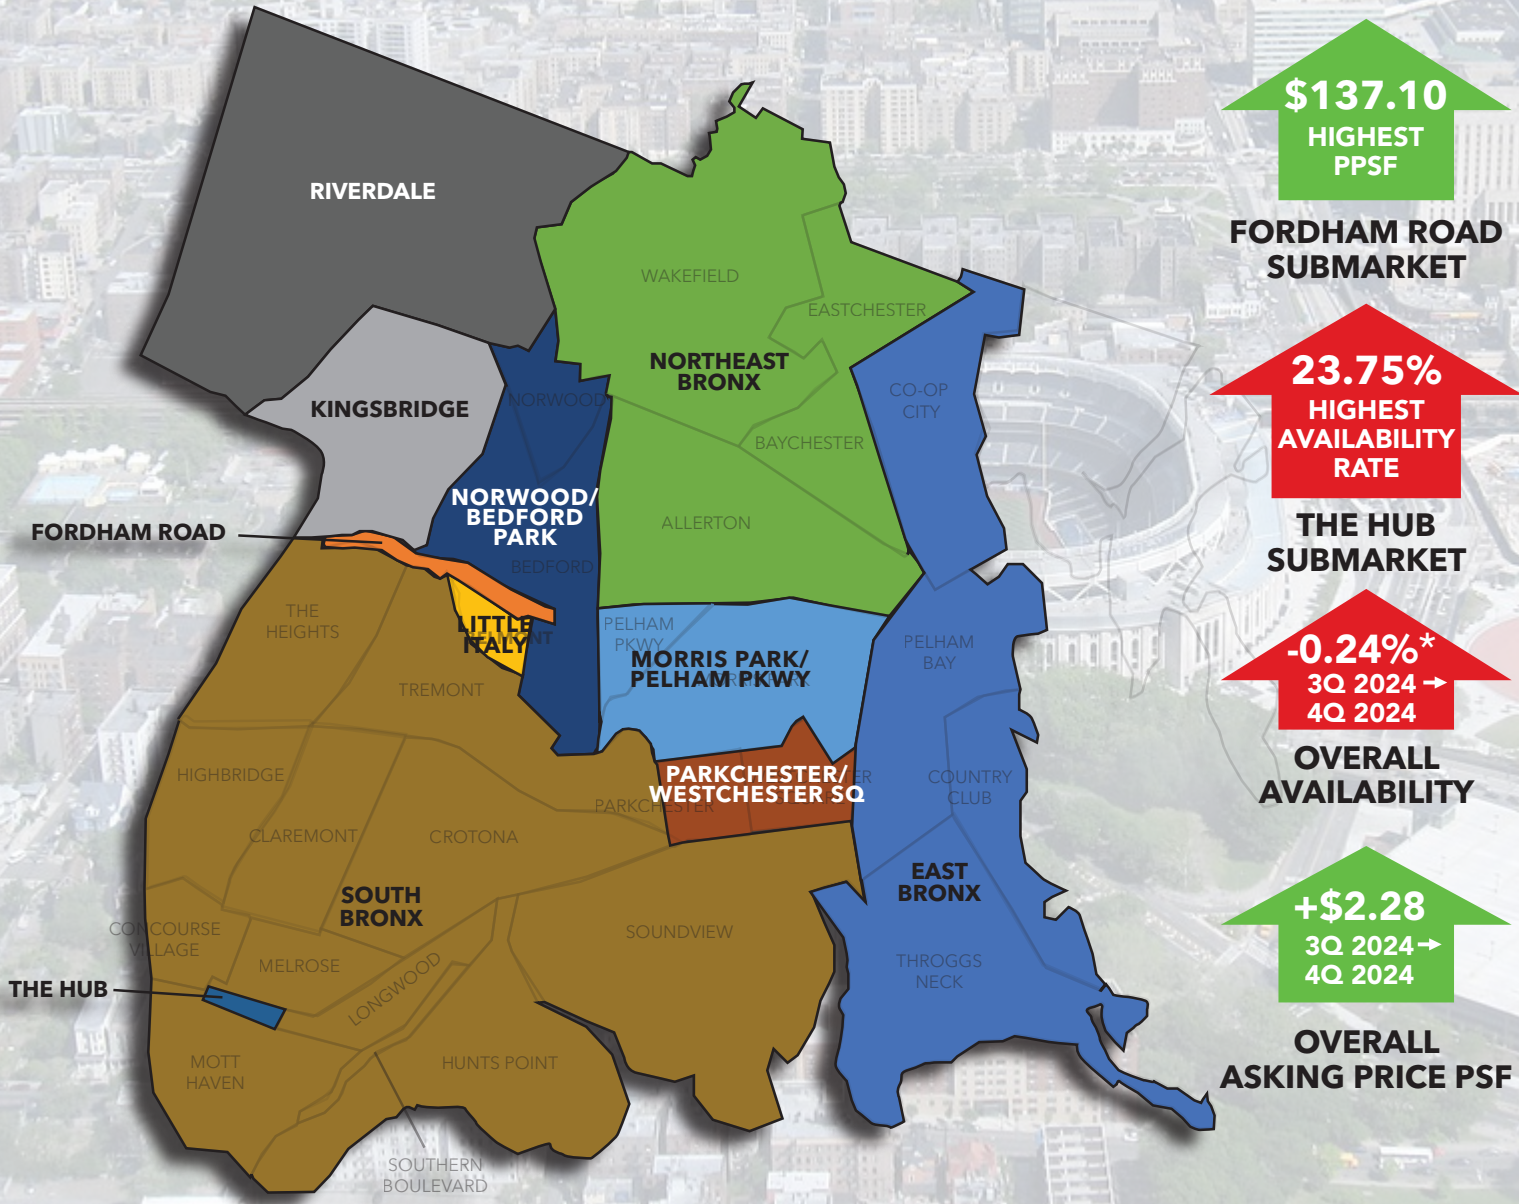 RIVERDALE
WAKEFIELD
EASTCHESTER
NORTHEAST
BRONX
CO-OP
CITY
KINGSBRIDGE
NORWOOD
BAYCHESTER
NORWOOD/
BEDFORD
PARK
ALLERTON
FORDHAM ROAD
BEDFORD
THE
HEIGHTS
LITTLE
ITALY
BELMONT
PELHAM
PKWY
MORRIS PARK/
PELHAM PKWY
MORRIS PARK
PELHAM
BAY
TREMONT
HIGHBRIDGE
PARKCHESTER/
WESTCHESTER SQ
PARKCHESTER
COUNTRY
CLUB
CLAREMONT
CROTONA
SOUTH
BRONX
EAST
BRONX
CONCOURSE
VILLAGE
MELROSE
LONGWOOD
SOUNDVIEW
THROGGS
NECK
THE HUB
MOTT
HAVEN
HUNTS POINT
SOUTHERN
BOULEVARD
$137.10
HIGHEST
PPSF
FORDHAM ROAD
SUBMARKET
23.75%
HIGHEST
AVAILABILITY
RATE
THE HUB
SUBMARKET
-0.24%*
3Q 2024 →
4Q 2024
OVERALL
AVAILABILITY
+$2.28
3Q 2024 →
4Q 2024
OVERALL
ASKING PRICE PSF